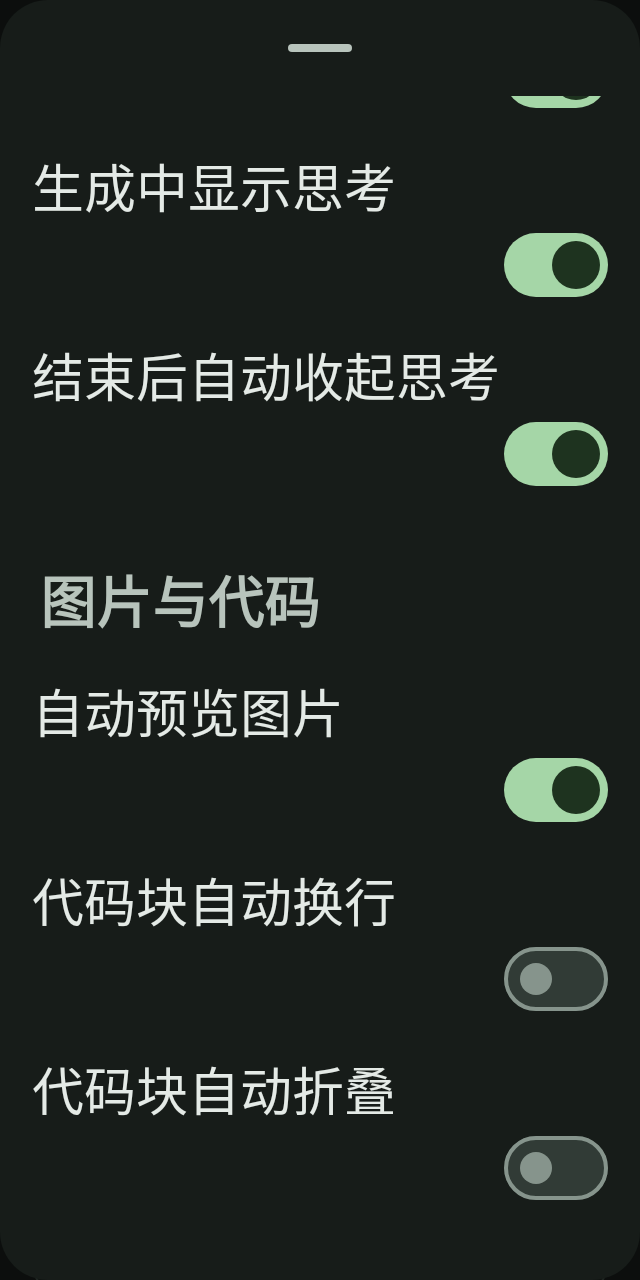 生成中显示思考
结束后自动收起思考
图片与代码
自动预览图片
代码块自动换行
代码块自动折叠